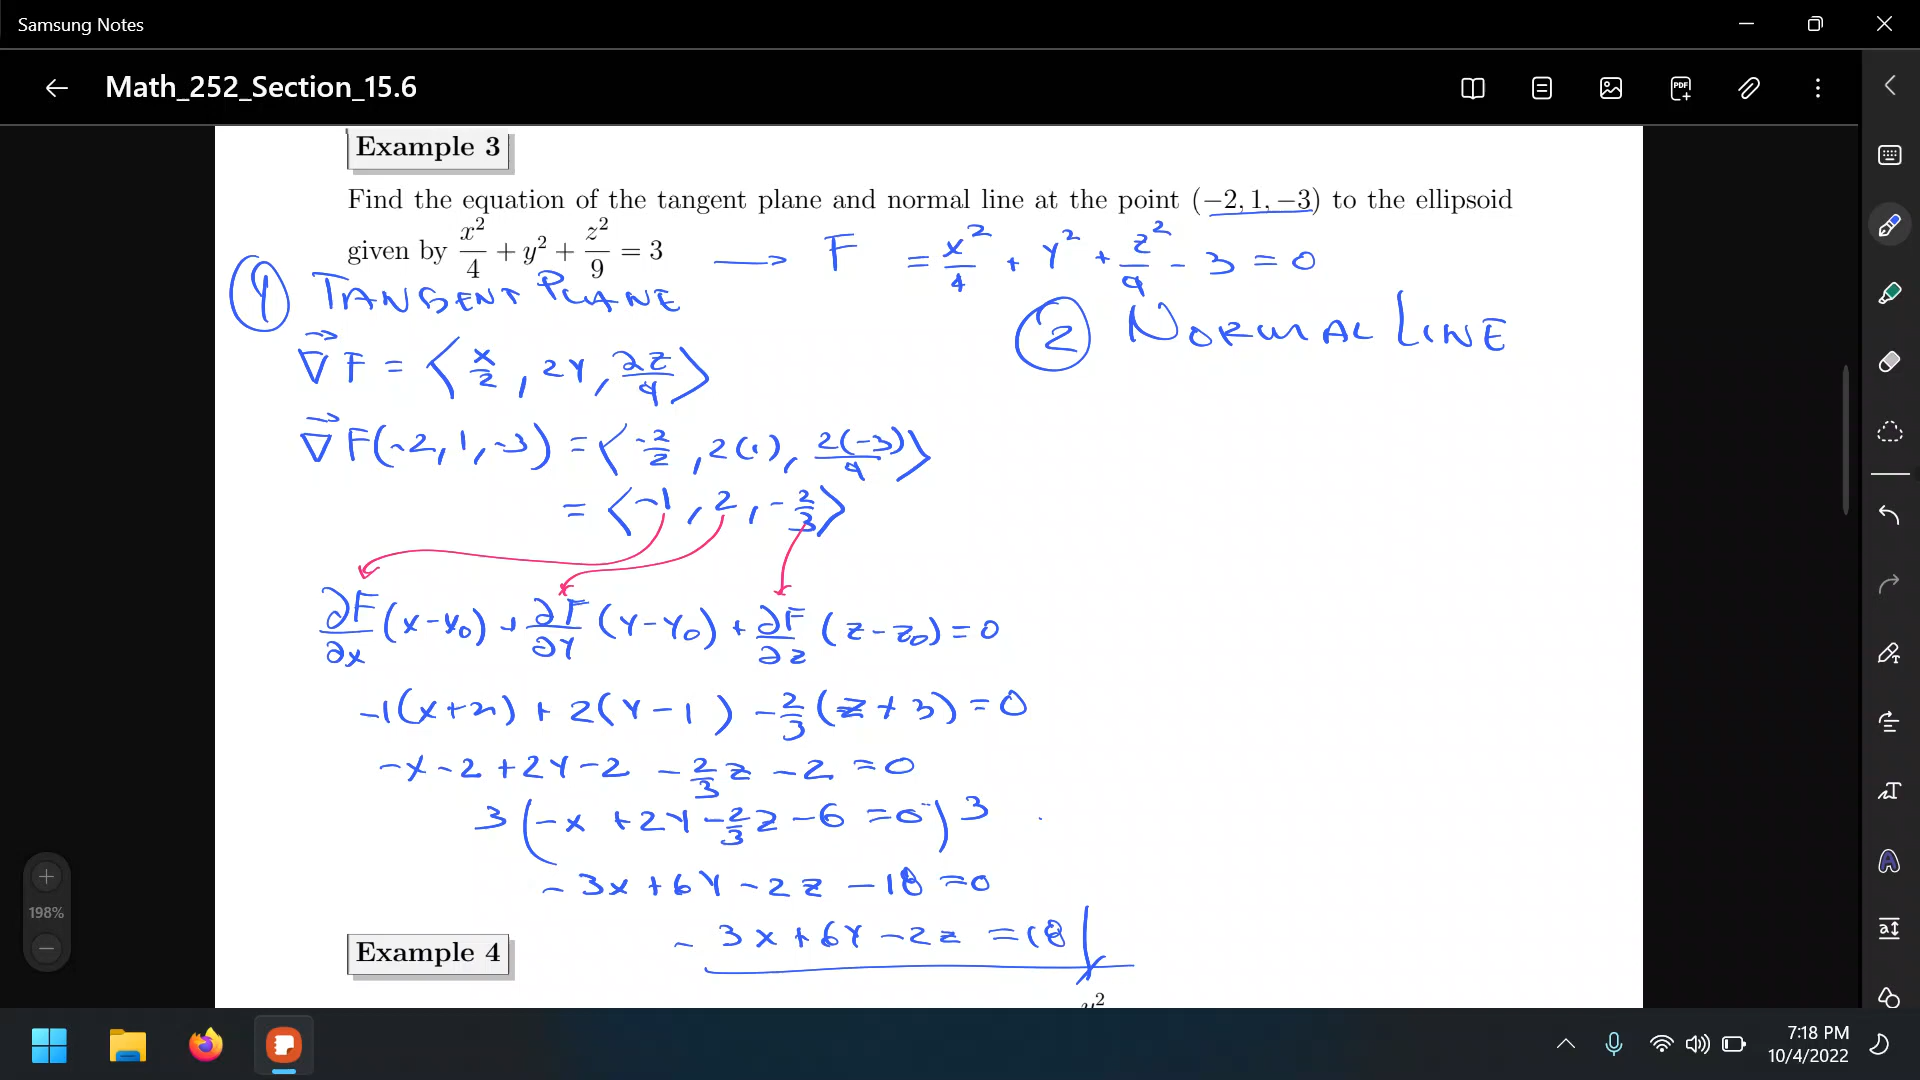 Samsung Notes
Math_252_Section_15.6
Example 3
Find the equation of the tangent plane and normal line at the point (−2, 1, −3) to the ellipsoid
given by x²/4 + y² + z²/9 = 3 → F = x²/4 + y² + z²/9 - 3 = 0
① TANGENT PLANE
② NORMAL LINE
∇⃗F = ⟨x/2, 2y, 2z/9⟩
∇⃗F(-2, 1, -3) = ⟨-2/2, 2(1), 2(-3)/9⟩
= ⟨-1, 2, -2/3⟩
∂F/∂x (x-x₀) + ∂F/∂y (y-y₀) + ∂F/∂z (z-z₀) = 0
-1(x+2) + 2(y-1) -2/3(z+3) = 0
-x-2+2y-2 -2/3z -2 = 0
3(-x +2y-2/3z-6 = 0)3
-3x+6y-2z-18=0
-3x+6y-2z=18
Example 4
198%
7:18 PM
10/4/2022